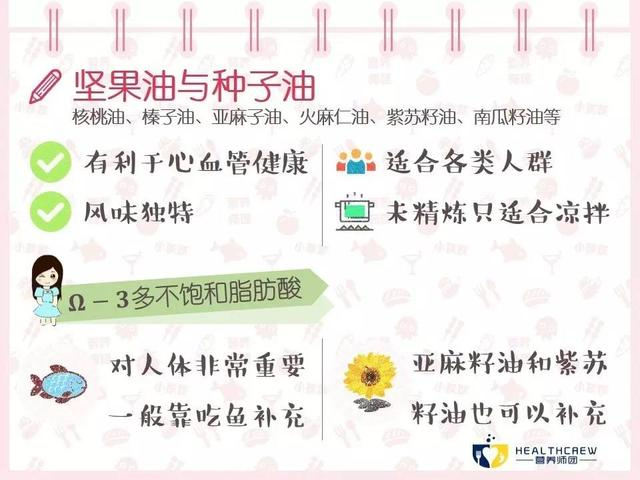 坚果油与种子油
核桃油、榛子油、亚麻子油、火麻仁油、紫苏籽油、南瓜籽油等
有利于心血管健康
适合各类人群
风味独特
未精炼只适合凉拌
Ω-3多不饱和脂肪酸
对人体非常重要
一般靠吃鱼补充
亚麻籽油和紫苏
籽油也可以补充
HEALTHCREW
营养师团